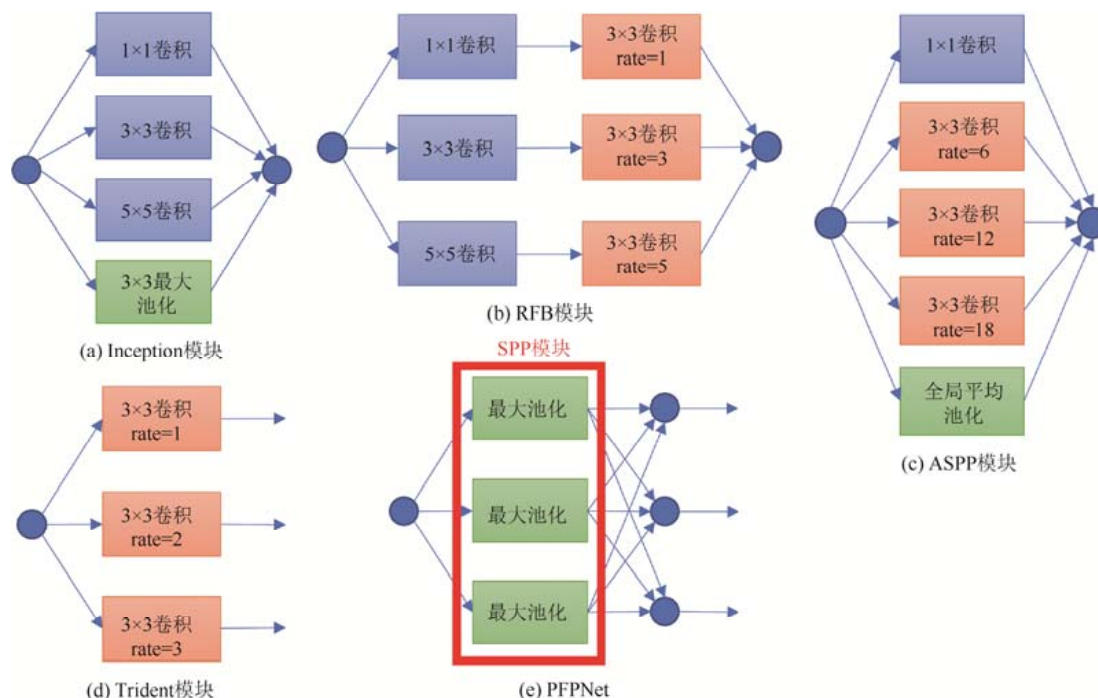 1×1卷积
3×3卷积
5×5卷积
3×3最大
池化
(a) Inception模块
1×1卷积
3×3卷积
rate=1
3×3卷积
3×3卷积
rate=3
5×5卷积
3×3卷积
rate=5
(b) RFB模块
1×1卷积
3×3卷积
rate=6
3×3卷积
rate=12
3×3卷积
rate=18
全局平均
池化
(c) ASPP模块
3×3卷积
rate=1
3×3卷积
rate=2
3×3卷积
rate=3
(d) Trident模块
SPP模块
最大池化
最大池化
最大池化
(e) PFPNet